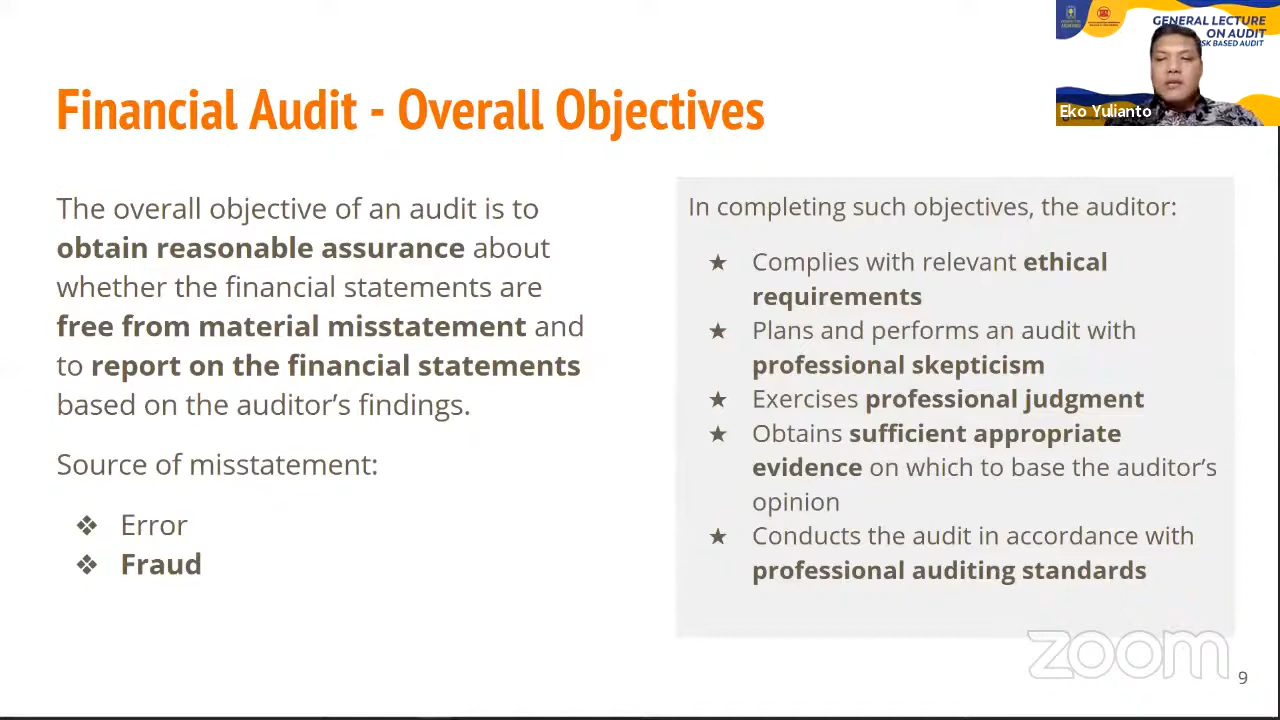 GENERAL LECTURE
ON AUDIT
SK BASED AUDIT
Eko Yulianto
Financial Audit - Overall Objectives
The overall objective of an audit is to
obtain reasonable assurance about
whether the financial statements are
free from material misstatement and
to report on the financial statements
based on the auditor’s findings.
Source of misstatement:
❖ Error
❖ Fraud
In completing such objectives, the auditor:
★ Complies with relevant ethical
requirements
★ Plans and performs an audit with
professional skepticism
★ Exercises professional judgment
★ Obtains sufficient appropriate
evidence on which to base the auditor’s
opinion
★ Conducts the audit in accordance with
professional auditing standards
zoom
9